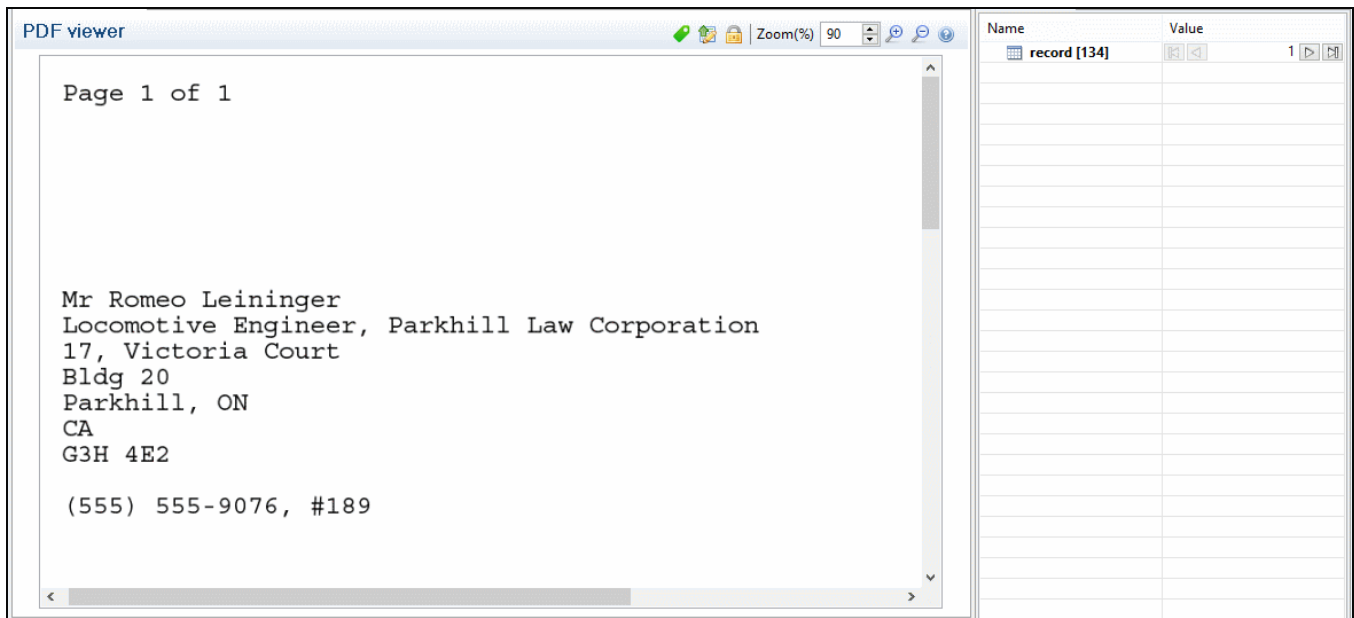 PDF viewer
Zoom(%) 90
Page 1 of 1
Mr Romeo Leininger
Locomotive Engineer, Parkhill Law Corporation
17, Victoria Court
Bldg 20
Parkhill, ON
CA
G3H 4E2
(555) 555-9076, #189
Name Value
record [134] 1